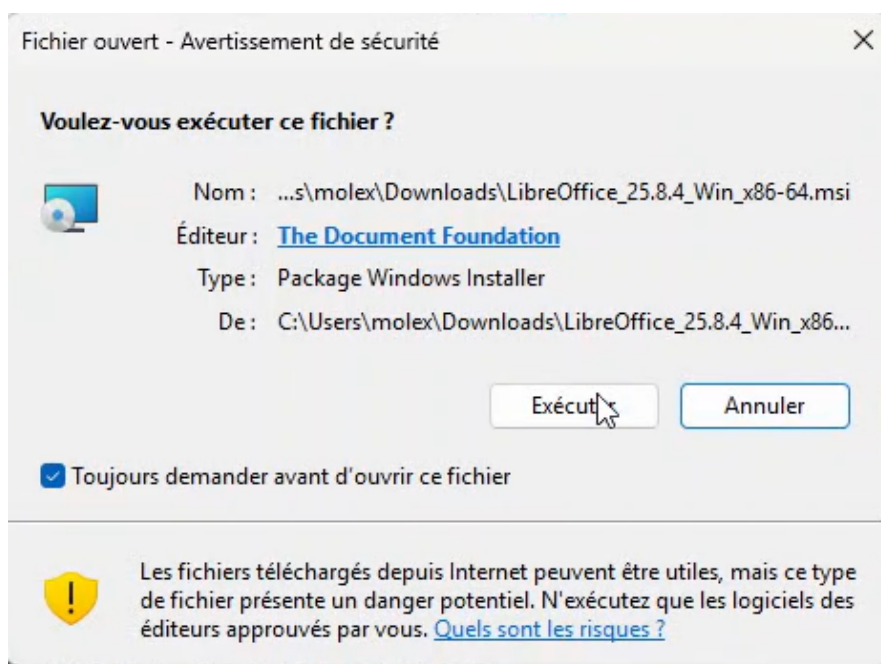 Fichier ouvert - Avertissement de sécurité
Voulez-vous exécuter ce fichier ?
Nom : ...s\molex\Downloads\LibreOffice_25.8.4_Win_x86-64.msi
Éditeur : The Document Foundation
Type : Package Windows Installer
De : C:\Users\molex\Downloads\LibreOffice_25.8.4_Win_x86...
Exécuter Annuler
Toujours demander avant d'ouvrir ce fichier
Les fichiers téléchargés depuis Internet peuvent être utiles, mais ce type
de fichier présente un danger potentiel. N'exécutez que les logiciels des
éditeurs approuvés par vous. Quels sont les risques ?